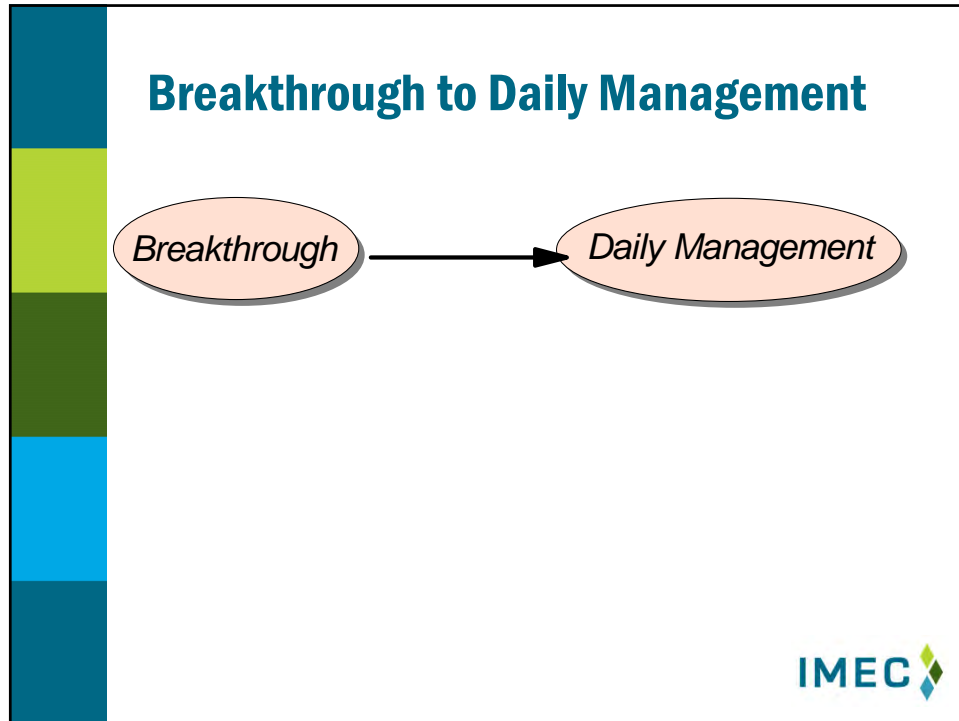 Breakthrough to Daily Management
Breakthrough
Daily Management
IMEC